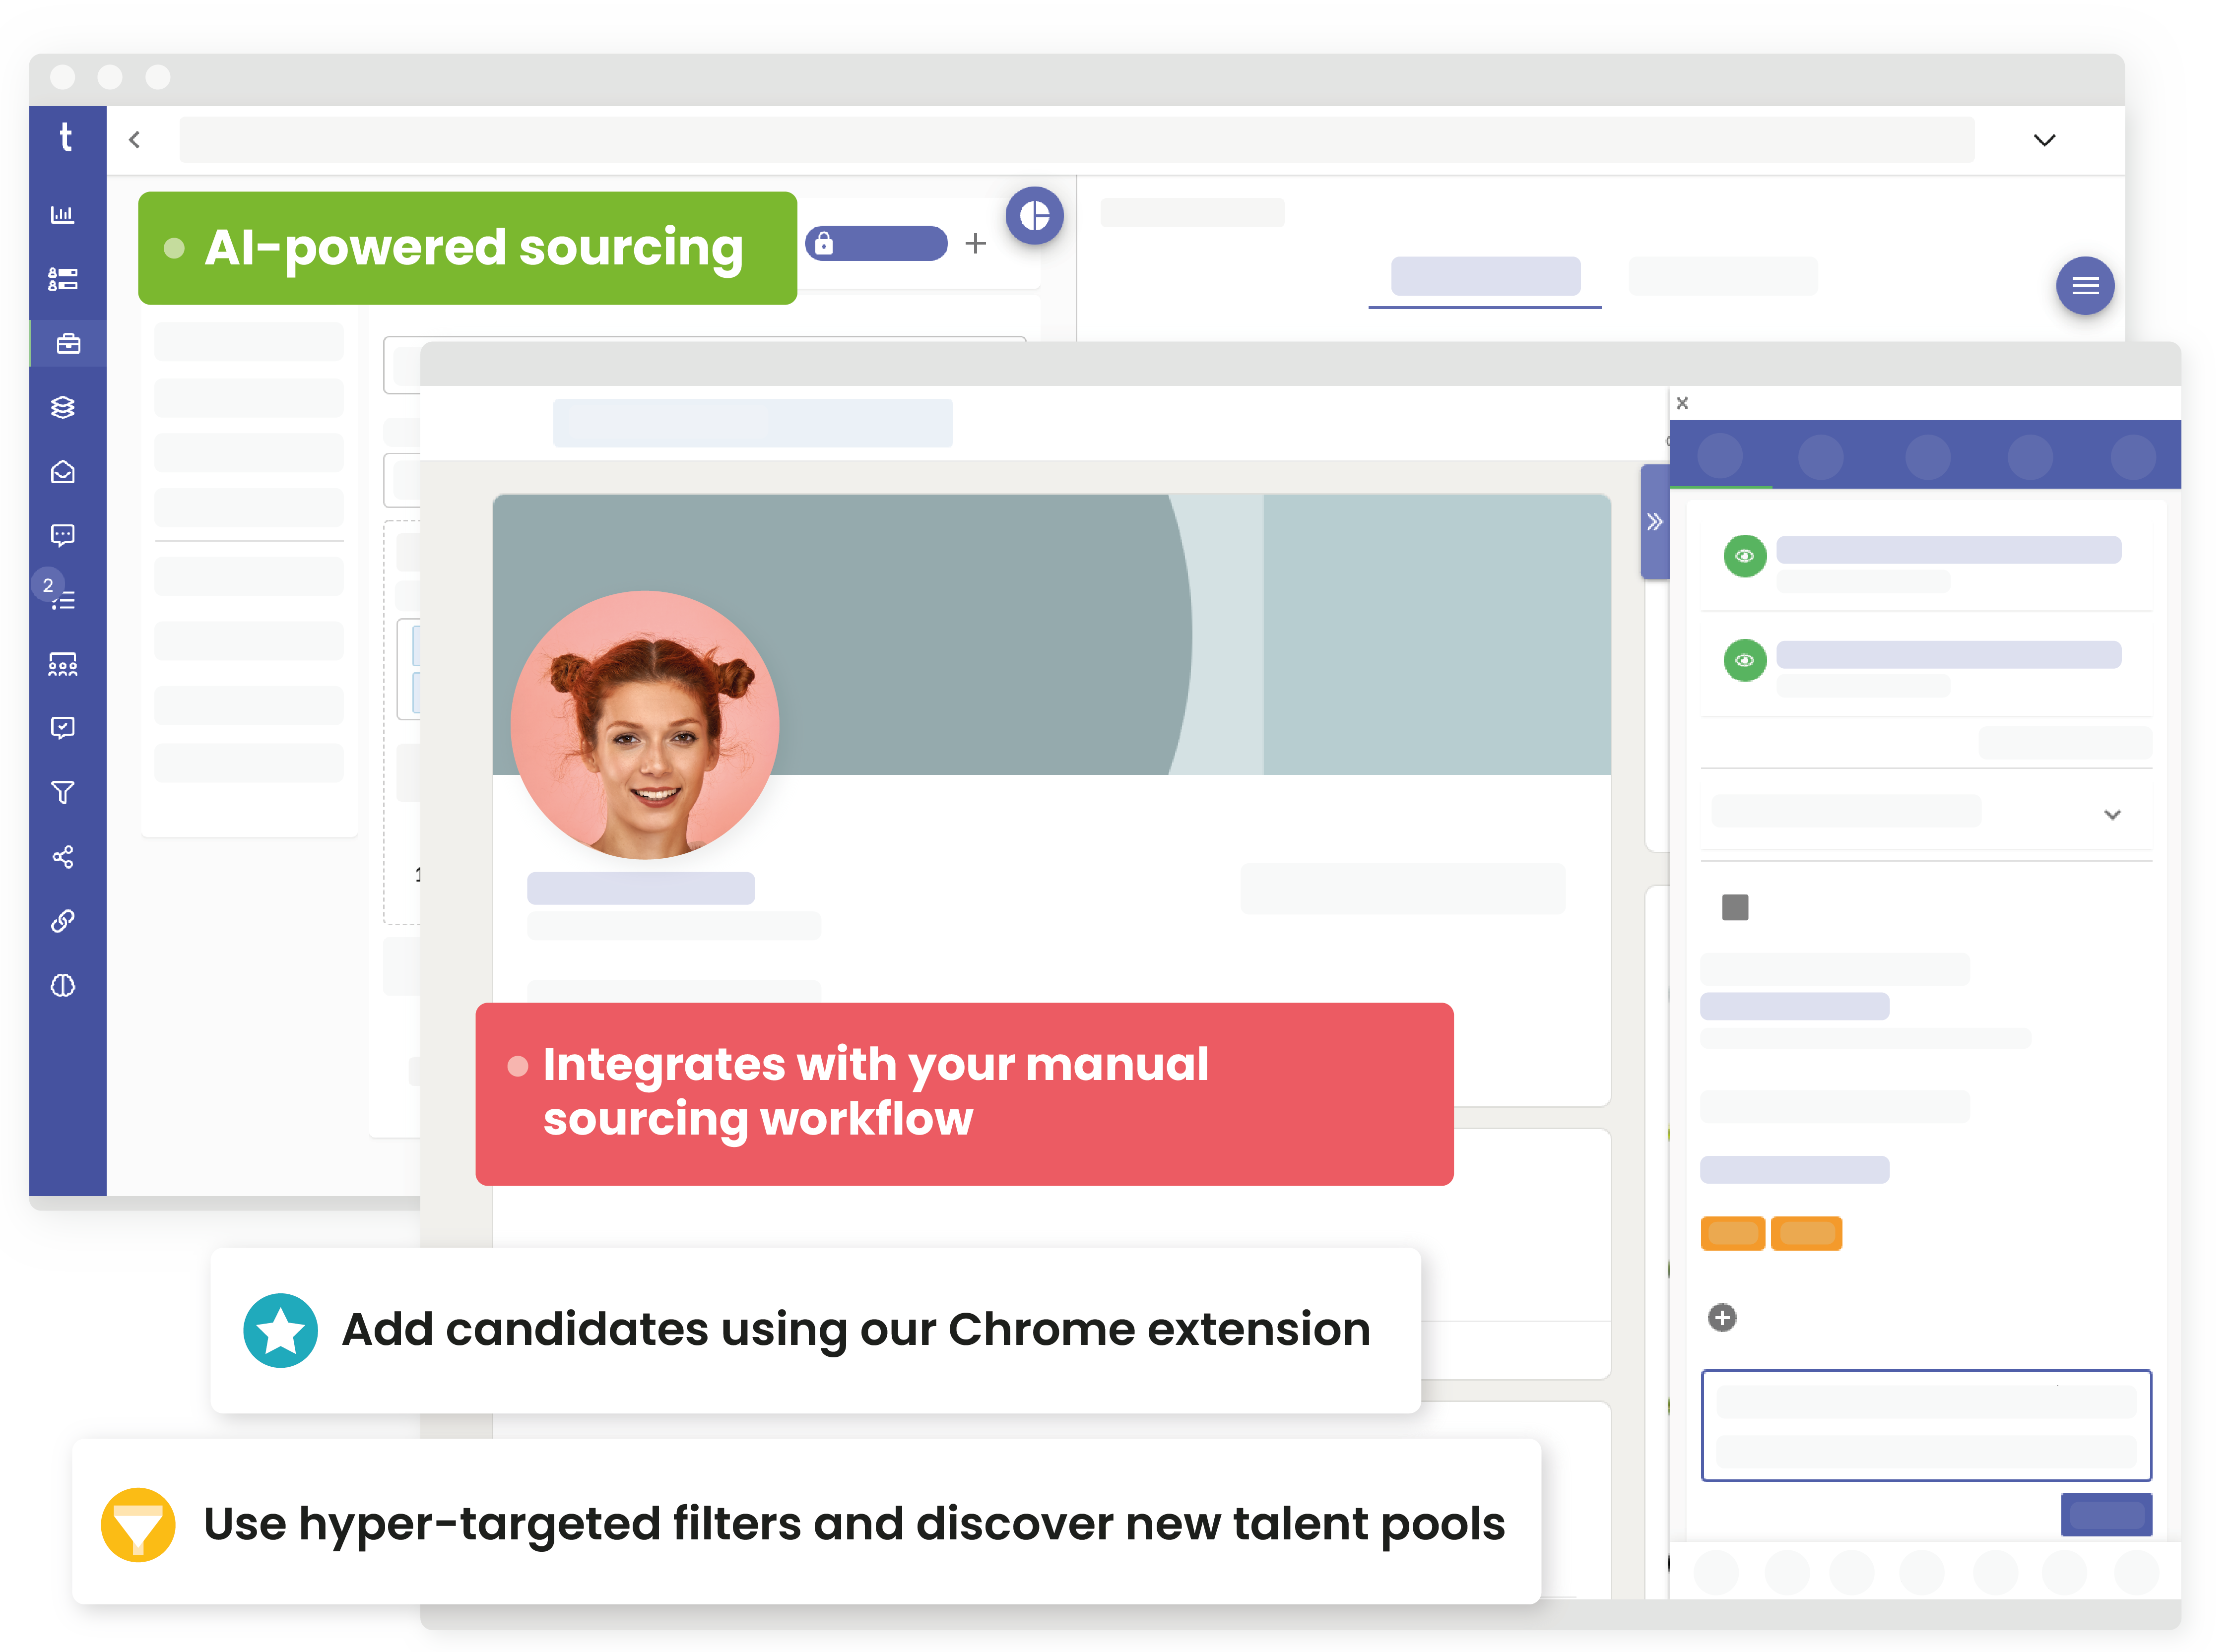 t
AI-powered sourcing
2
1
Integrates with your manual
sourcing workflow
Add candidates using our Chrome extension
Use hyper-targeted filters and discover new talent pools